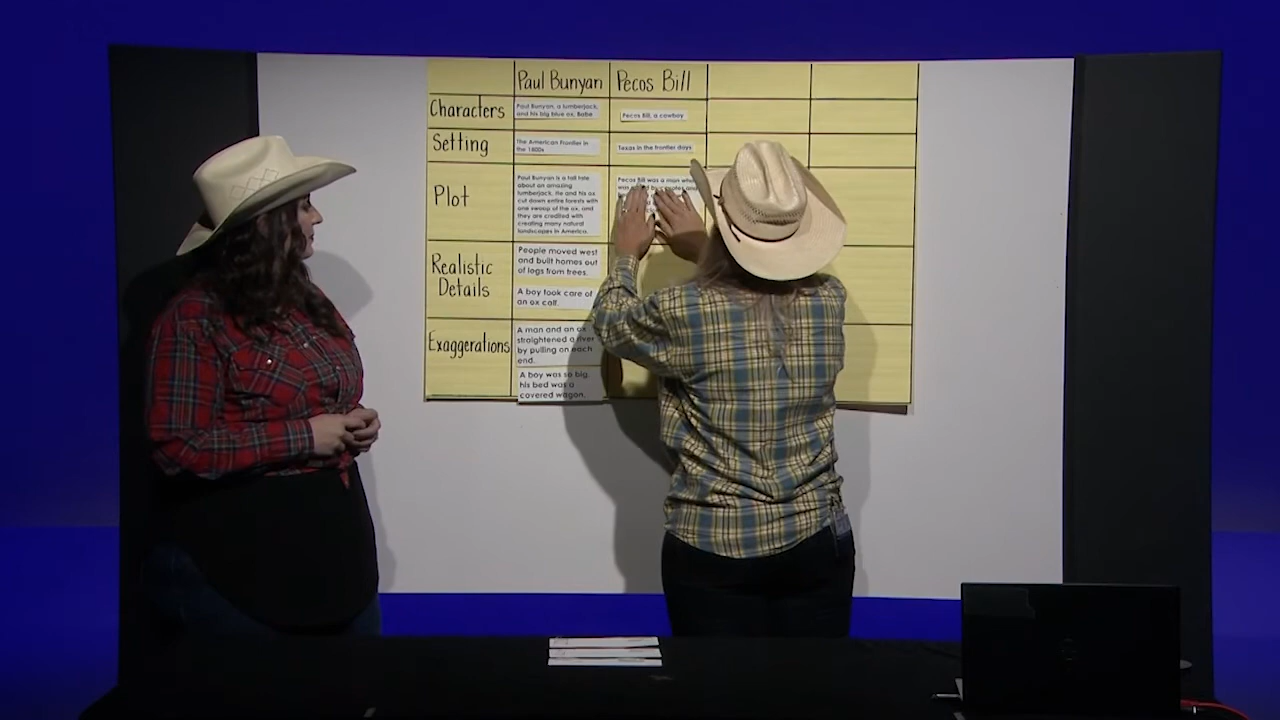 Paul Bunyan
Pecos Bill
Characters
Paul Bunyan, a lumberjack,
and his big blue ox, Babe
Pecos Bill, a cowboy
Setting
The American Frontier in
the 1800s
Texas in the frontier days
Plot
Paul Bunyan is a tall tale
about an amazing
lumberjack. He and his ox
cut down entire forests with
one swoop of the ox, and
they are credited with
creating many natural
landscapes in America.
Pecos Bill was a man who
was by coyotes and
Realistic
Details
People moved west
and built homes out
of logs from trees.
A boy took care of
an ox calf.
Exaggerations
A man and an ox
straightened a river
by pulling on each
end.
A boy was so big,
his bed was a
covered wagon.